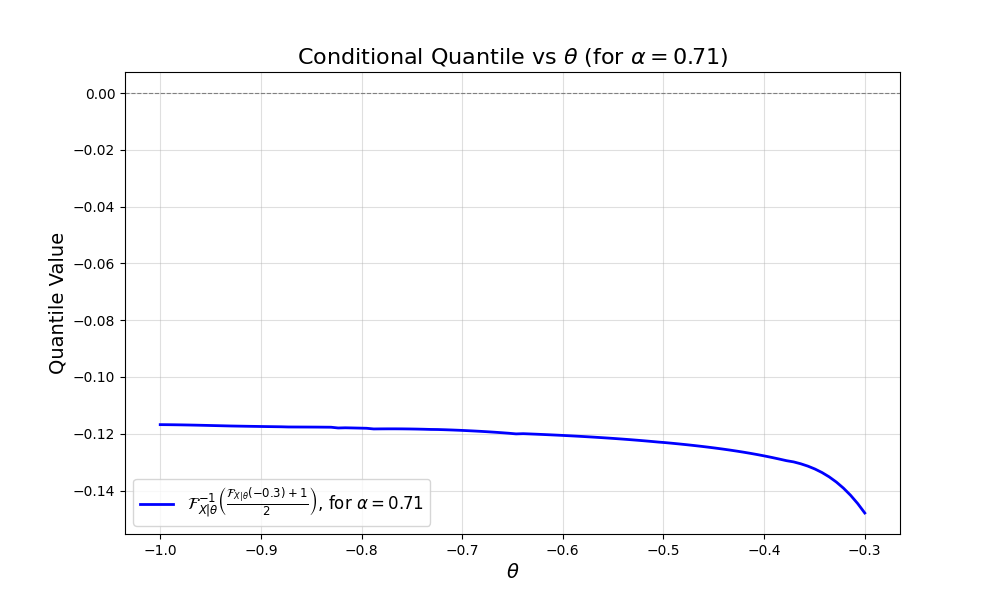 Conditional Quantile vs θ (for α = 0.71)
Quantile Value
0.00
−0.02
−0.04
−0.06
−0.08
−0.10
−0.12
−0.14
ℱ⁻¹_{X|θ}((ℱ_{X|θ}(−0.3)+1)/2), for α = 0.71
−1.0 −0.9 −0.8 −0.7 −0.6 −0.5 −0.4 −0.3
θ